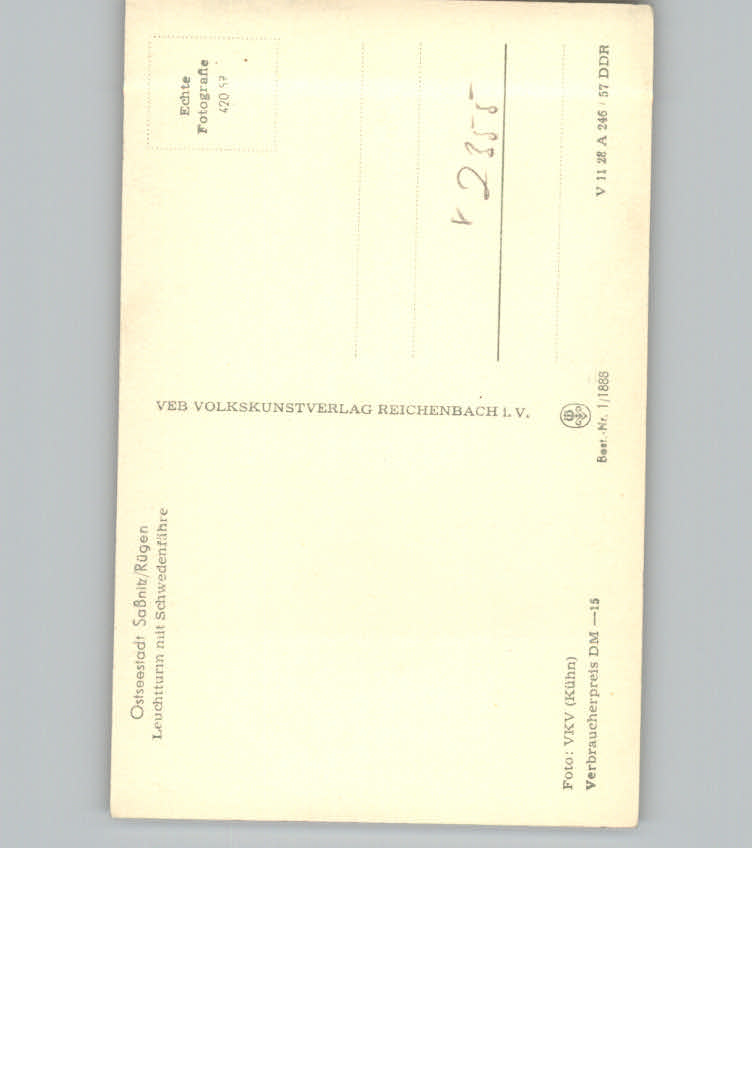 Ostseestadt Saßnitz/Rügen
Leuchtturm mit Schwedenfähre
Foto: VKV (Kühn)
Verbraucherpreis DM —15
VEB VOLKSKUNSTVERLAG REICHENBACH i. V.
Best.-Nr. 1/1888
Echte
Fotografie
420 57
2355
V 11 28 A 246 / 57 DDR